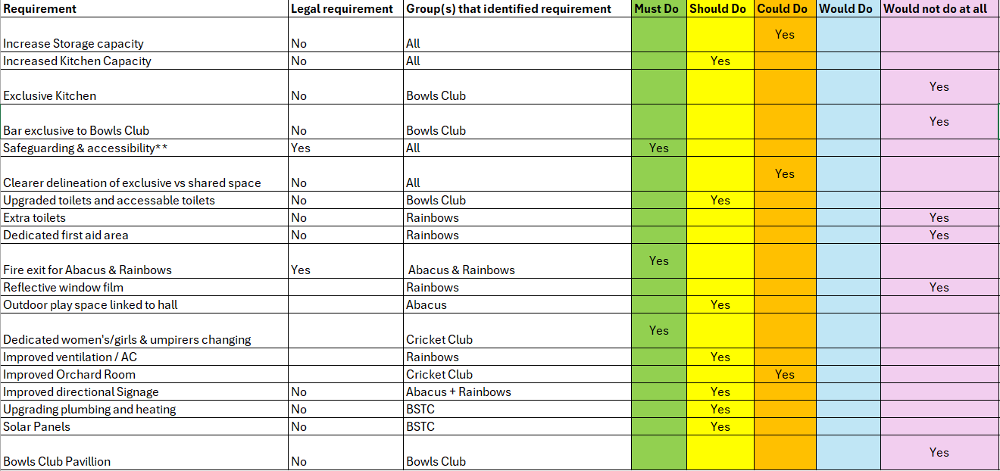 Requirement Legal requirement Group(s) that identified requirement Must Do Should Do Could Do Would Do Would not do at all
Increase Storage capacity No All Yes
Increased Kitchen Capacity No All Yes
Exclusive Kitchen No Bowls Club Yes
Bar exclusive to Bowls Club No Bowls Club Yes
Safeguarding & accessibility** Yes All Yes
Clearer delineation of exclusive vs shared space No All Yes
Upgraded toilets and accessable toilets No Bowls Club Yes
Extra toilets No Rainbows Yes
Dedicated first aid area No Rainbows Yes
Fire exit for Abacus & Rainbows Yes Abacus & Rainbows Yes
Reflective window film Rainbows Yes
Outdoor play space linked to hall Abacus Yes
Dedicated women's/girls & umpirers changing Cricket Club Yes
Improved ventilation / AC Rainbows Yes
Improved Orchard Room Cricket Club Yes
Improved directional Signage No Abacus + Rainbows Yes
Upgrading plumbing and heating No BSTC Yes
Solar Panels No BSTC Yes
Bowls Club Pavillion No Bowls Club Yes